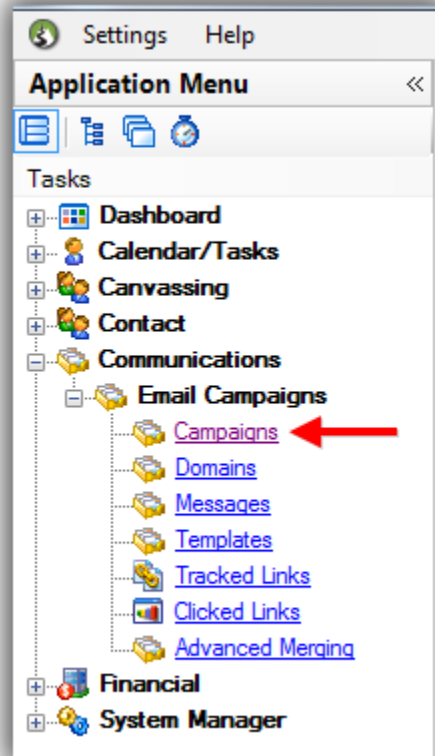 Settings Help
Application Menu
Tasks
Dashboard
Calendar/Tasks
Canvassing
Contact
Communications
Email Campaigns
Campaigns
Domains
Messages
Templates
Tracked Links
Clicked Links
Advanced Merging
Financial
System Manager